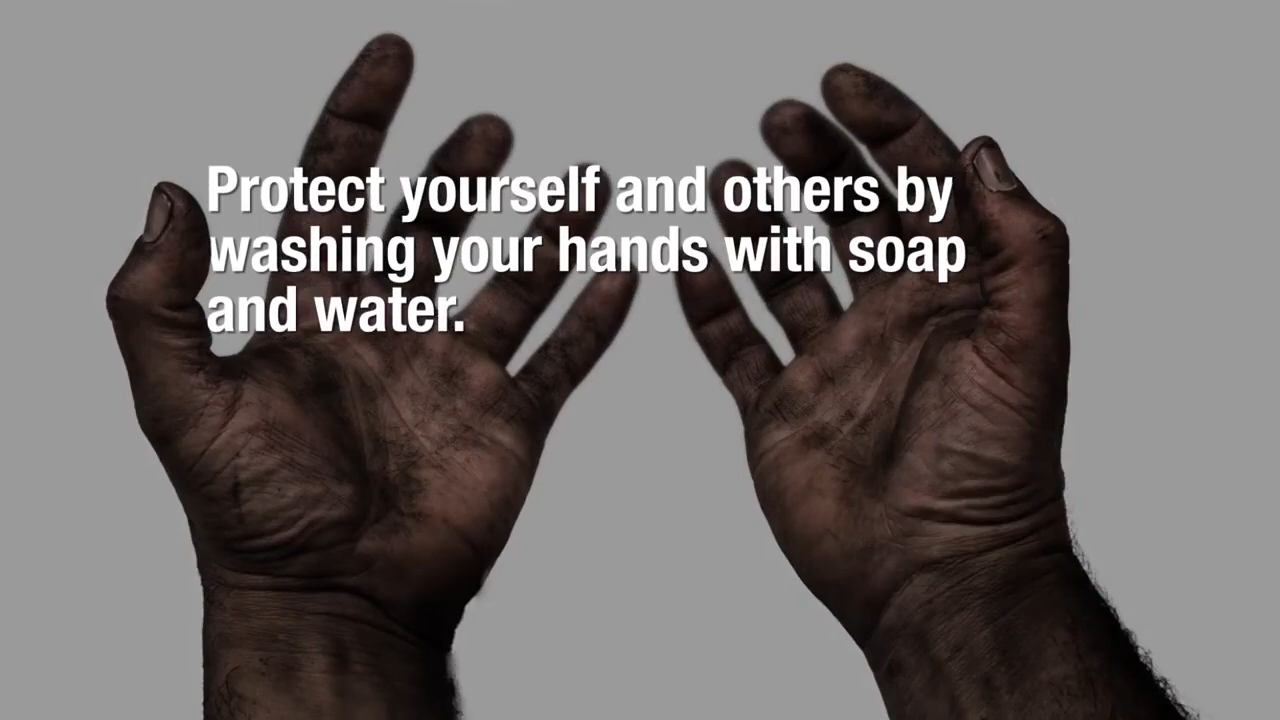 Protect yourself and others by
washing your hands with soap
and water.